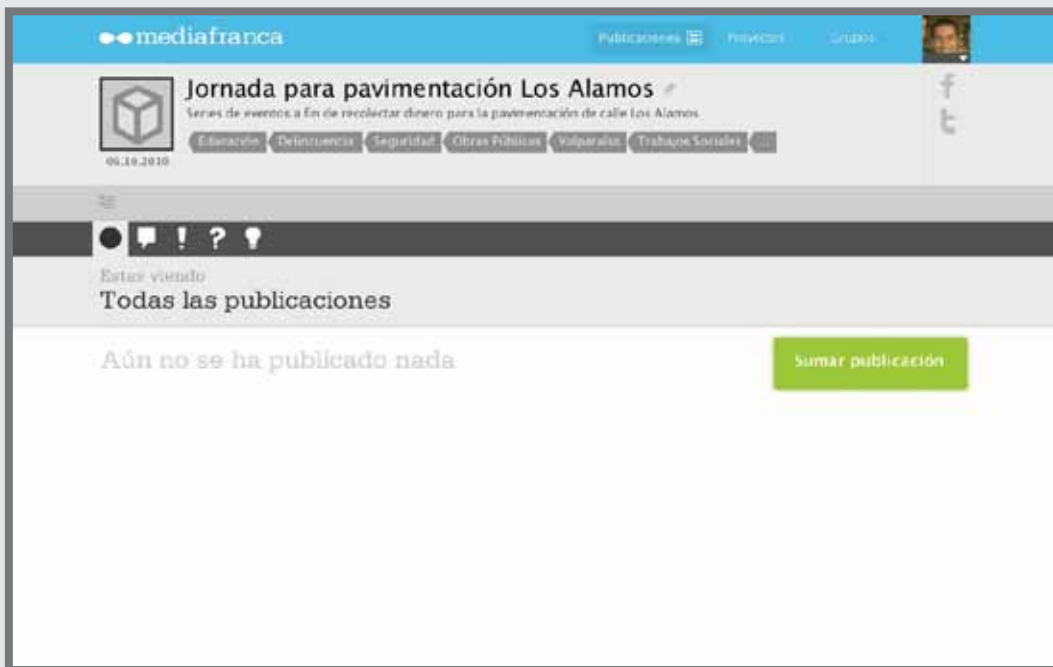 mediafranca
Publicaciones Proyectos Grupos
Jornada para pavimentación Los Alamos
Series de eventos a fin de recolectar dinero para la pavimentación de calle Los Alamos
Educación Delincuencia Seguridad Obras Públicas Valparaíso Trabajos Sociales ...
06.10.2010
f
t
! ?
Estas viendo
Todas las publicaciones
Aún no se ha publicado nada
Sumar publicación